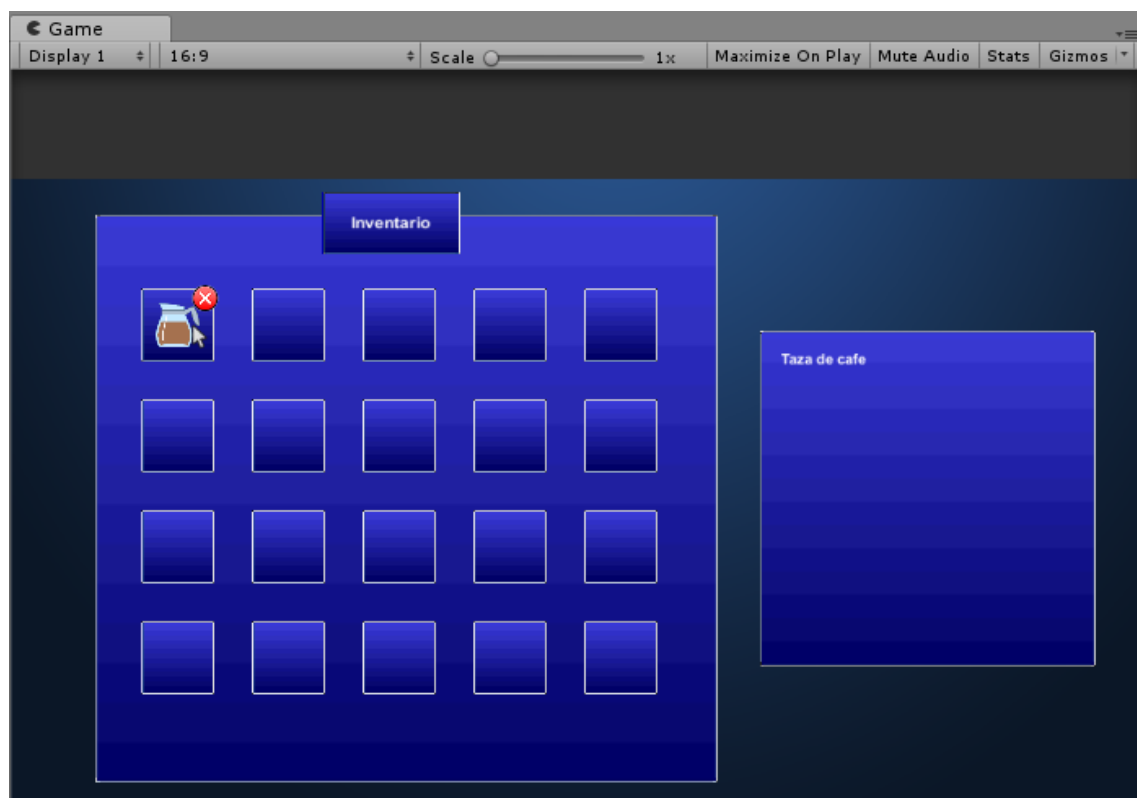 Game
Display 1 16:9 Scale 1x Maximize On Play Mute Audio Stats Gizmos
Inventario
Taza de cafe